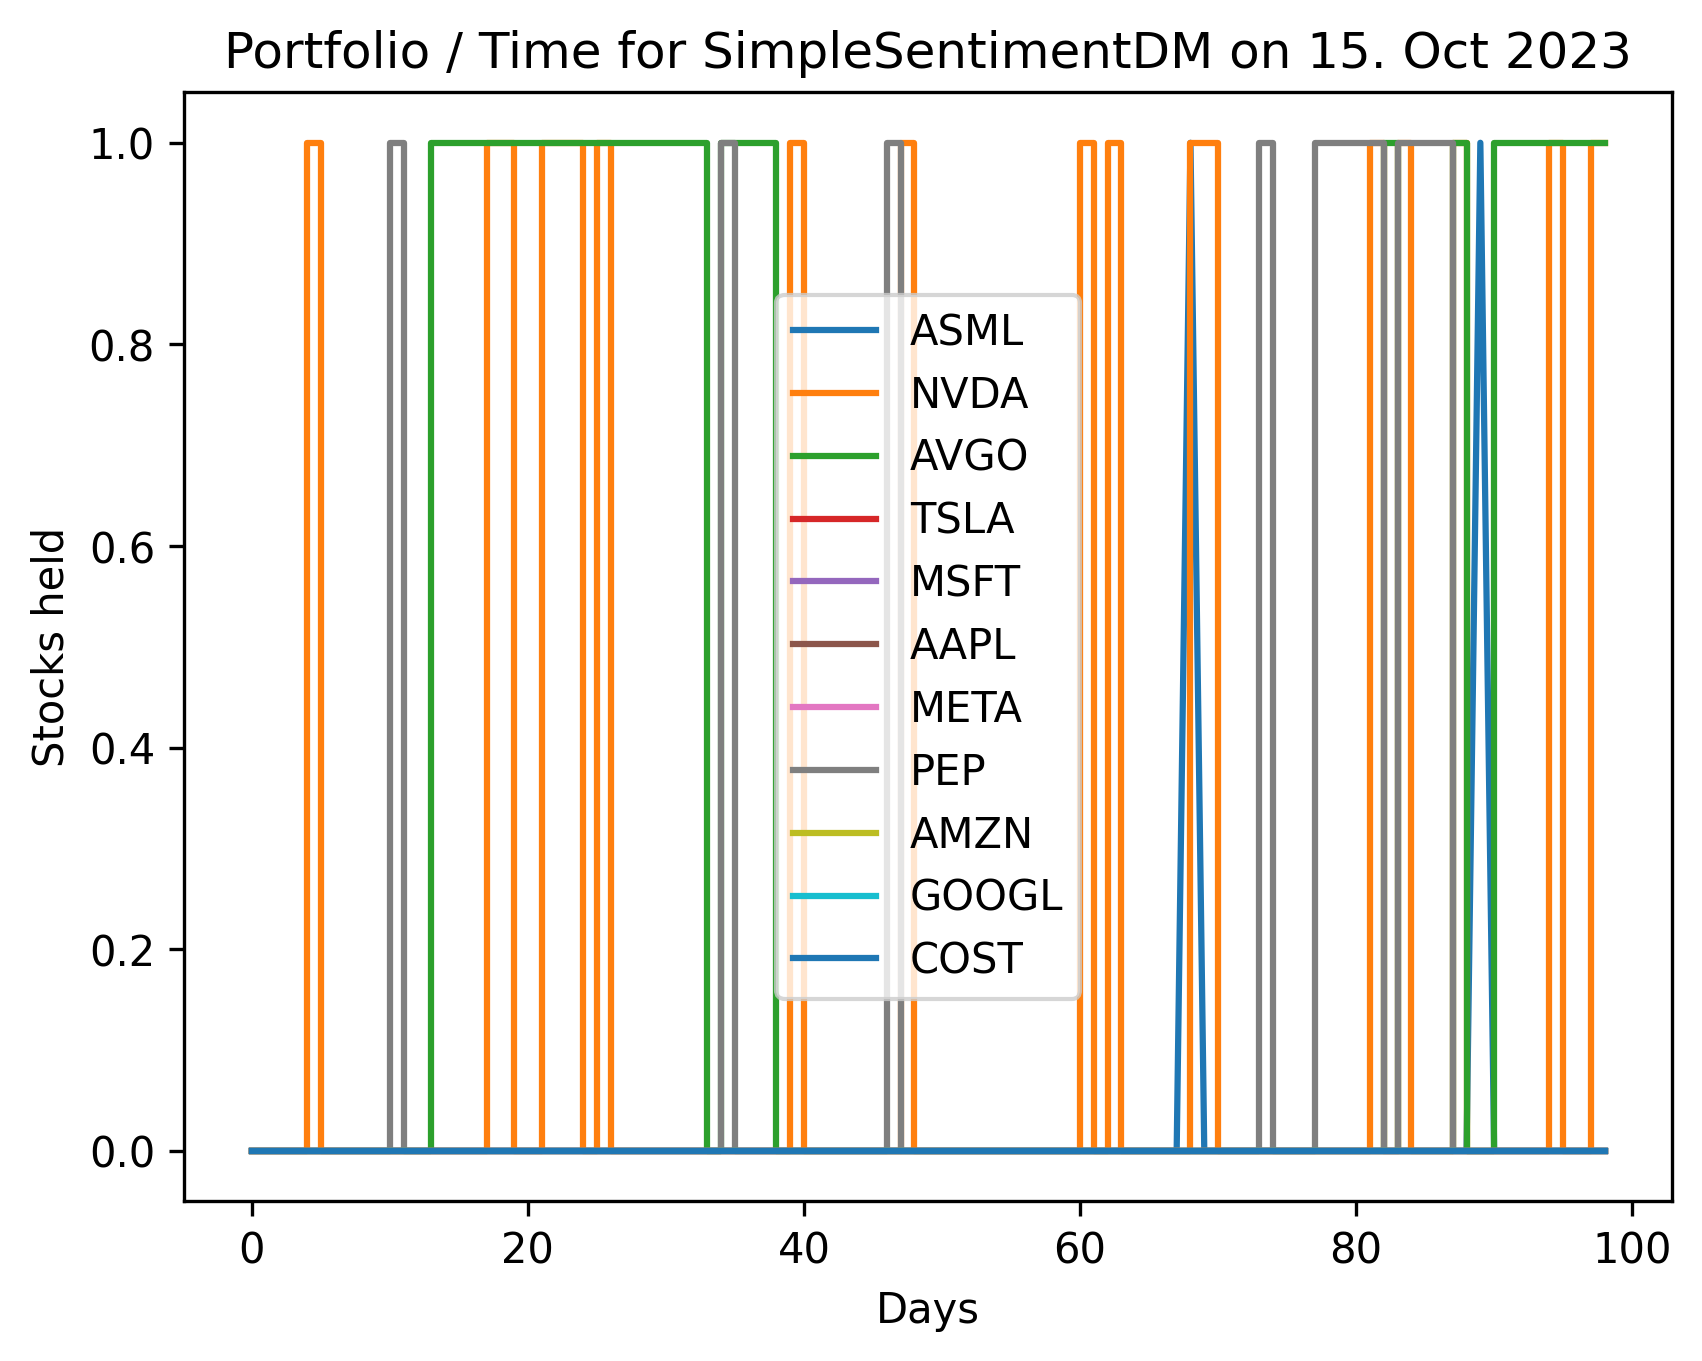 Portfolio / Time for SimpleSentimentDM on 15. Oct 2023
1.0
0.8
0.6
0.4
0.2
0.0
Stocks held
ASML
NVDA
AVGO
TSLA
MSFT
AAPL
META
PEP
AMZN
GOOGL
COST
0 20 40 60 80 100
Days